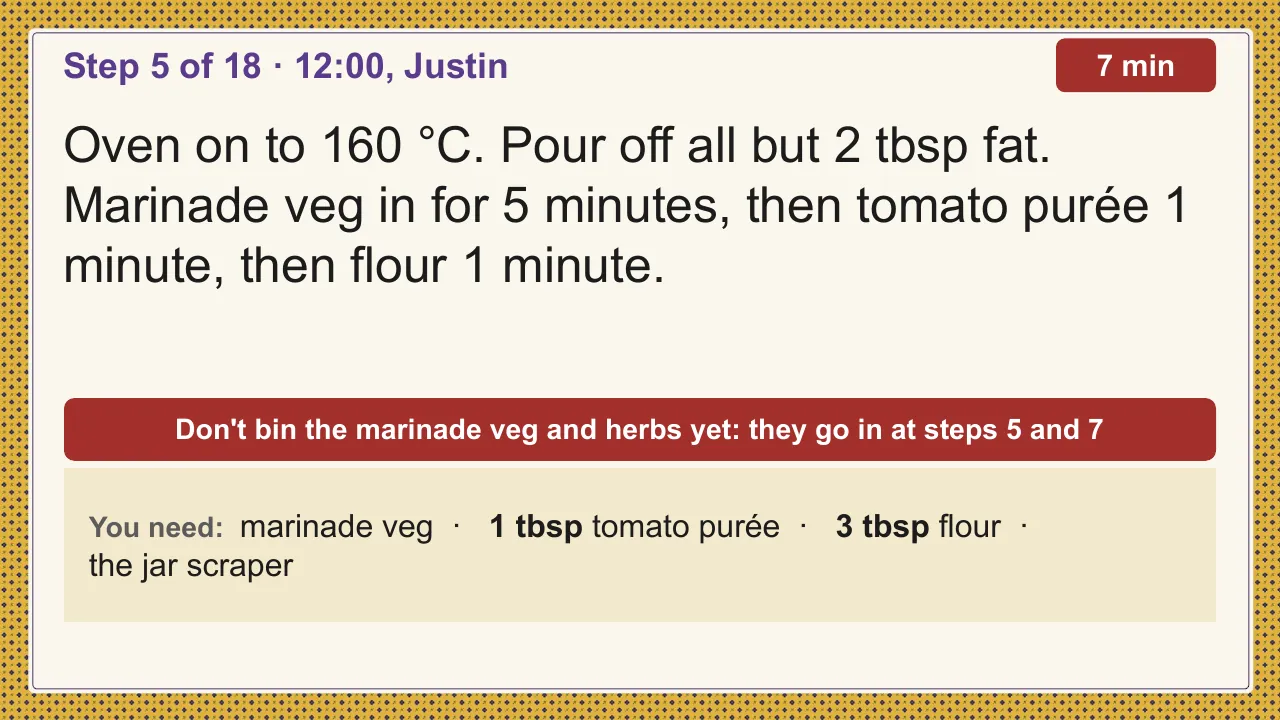 Step 5 of 18 · 12:00, Justin
7 min
Oven on to 160 °C. Pour off all but 2 tbsp fat.
Marinade veg in for 5 minutes, then tomato purée 1
minute, then flour 1 minute.
Don't bin the marinade veg and herbs yet: they go in at steps 5 and 7
You need: marinade veg · 1 tbsp tomato purée · 3 tbsp flour ·
the jar scraper